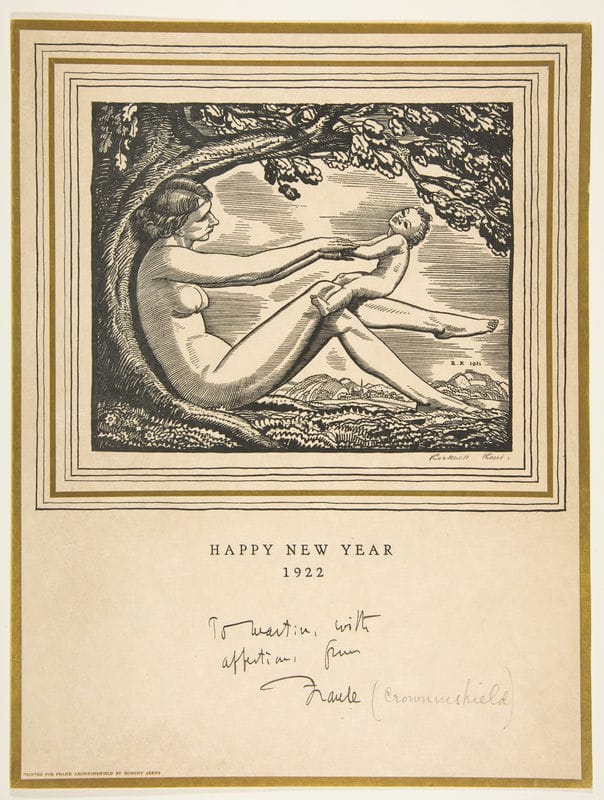 R.K 1921
Rockwell Kent.
HAPPY NEW YEAR
1922
To Martin, with
affection, from
Frank (Crowninshield)
PRINTED FOR FRANK CROWNINSHIELD BY EGMONT ARENS